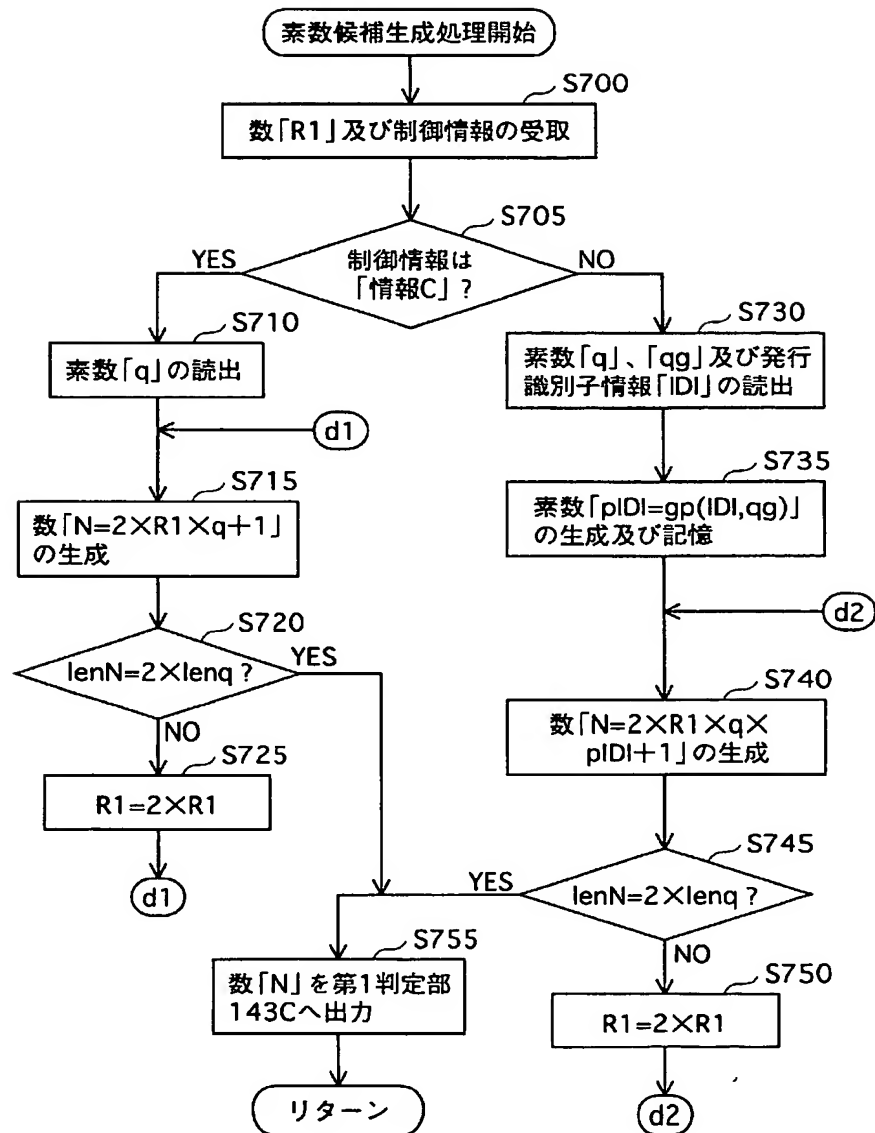 素数候補生成処理開始
S700
数「R1」及び制御情報の受取
S705
制御情報は
「情報C」?
YES
NO
S710
素数「q」の読出
d1
S715
数「N=2×R1×q+1」
の生成
S720
lenN=2×lenq?
YES
NO
S725
R1=2×R1
d1
S730
素数「q」、「qg」及び発行
識別子情報「IDI」の読出
S735
素数「pIDI=gp(IDI,qg)」
の生成及び記憶
d2
S740
数「N=2×R1×q×
pIDI+1」の生成
S745
lenN=2×lenq?
YES
NO
S750
R1=2×R1
d2
S755
数「N」を第1判定部
143Cへ出力
リターン